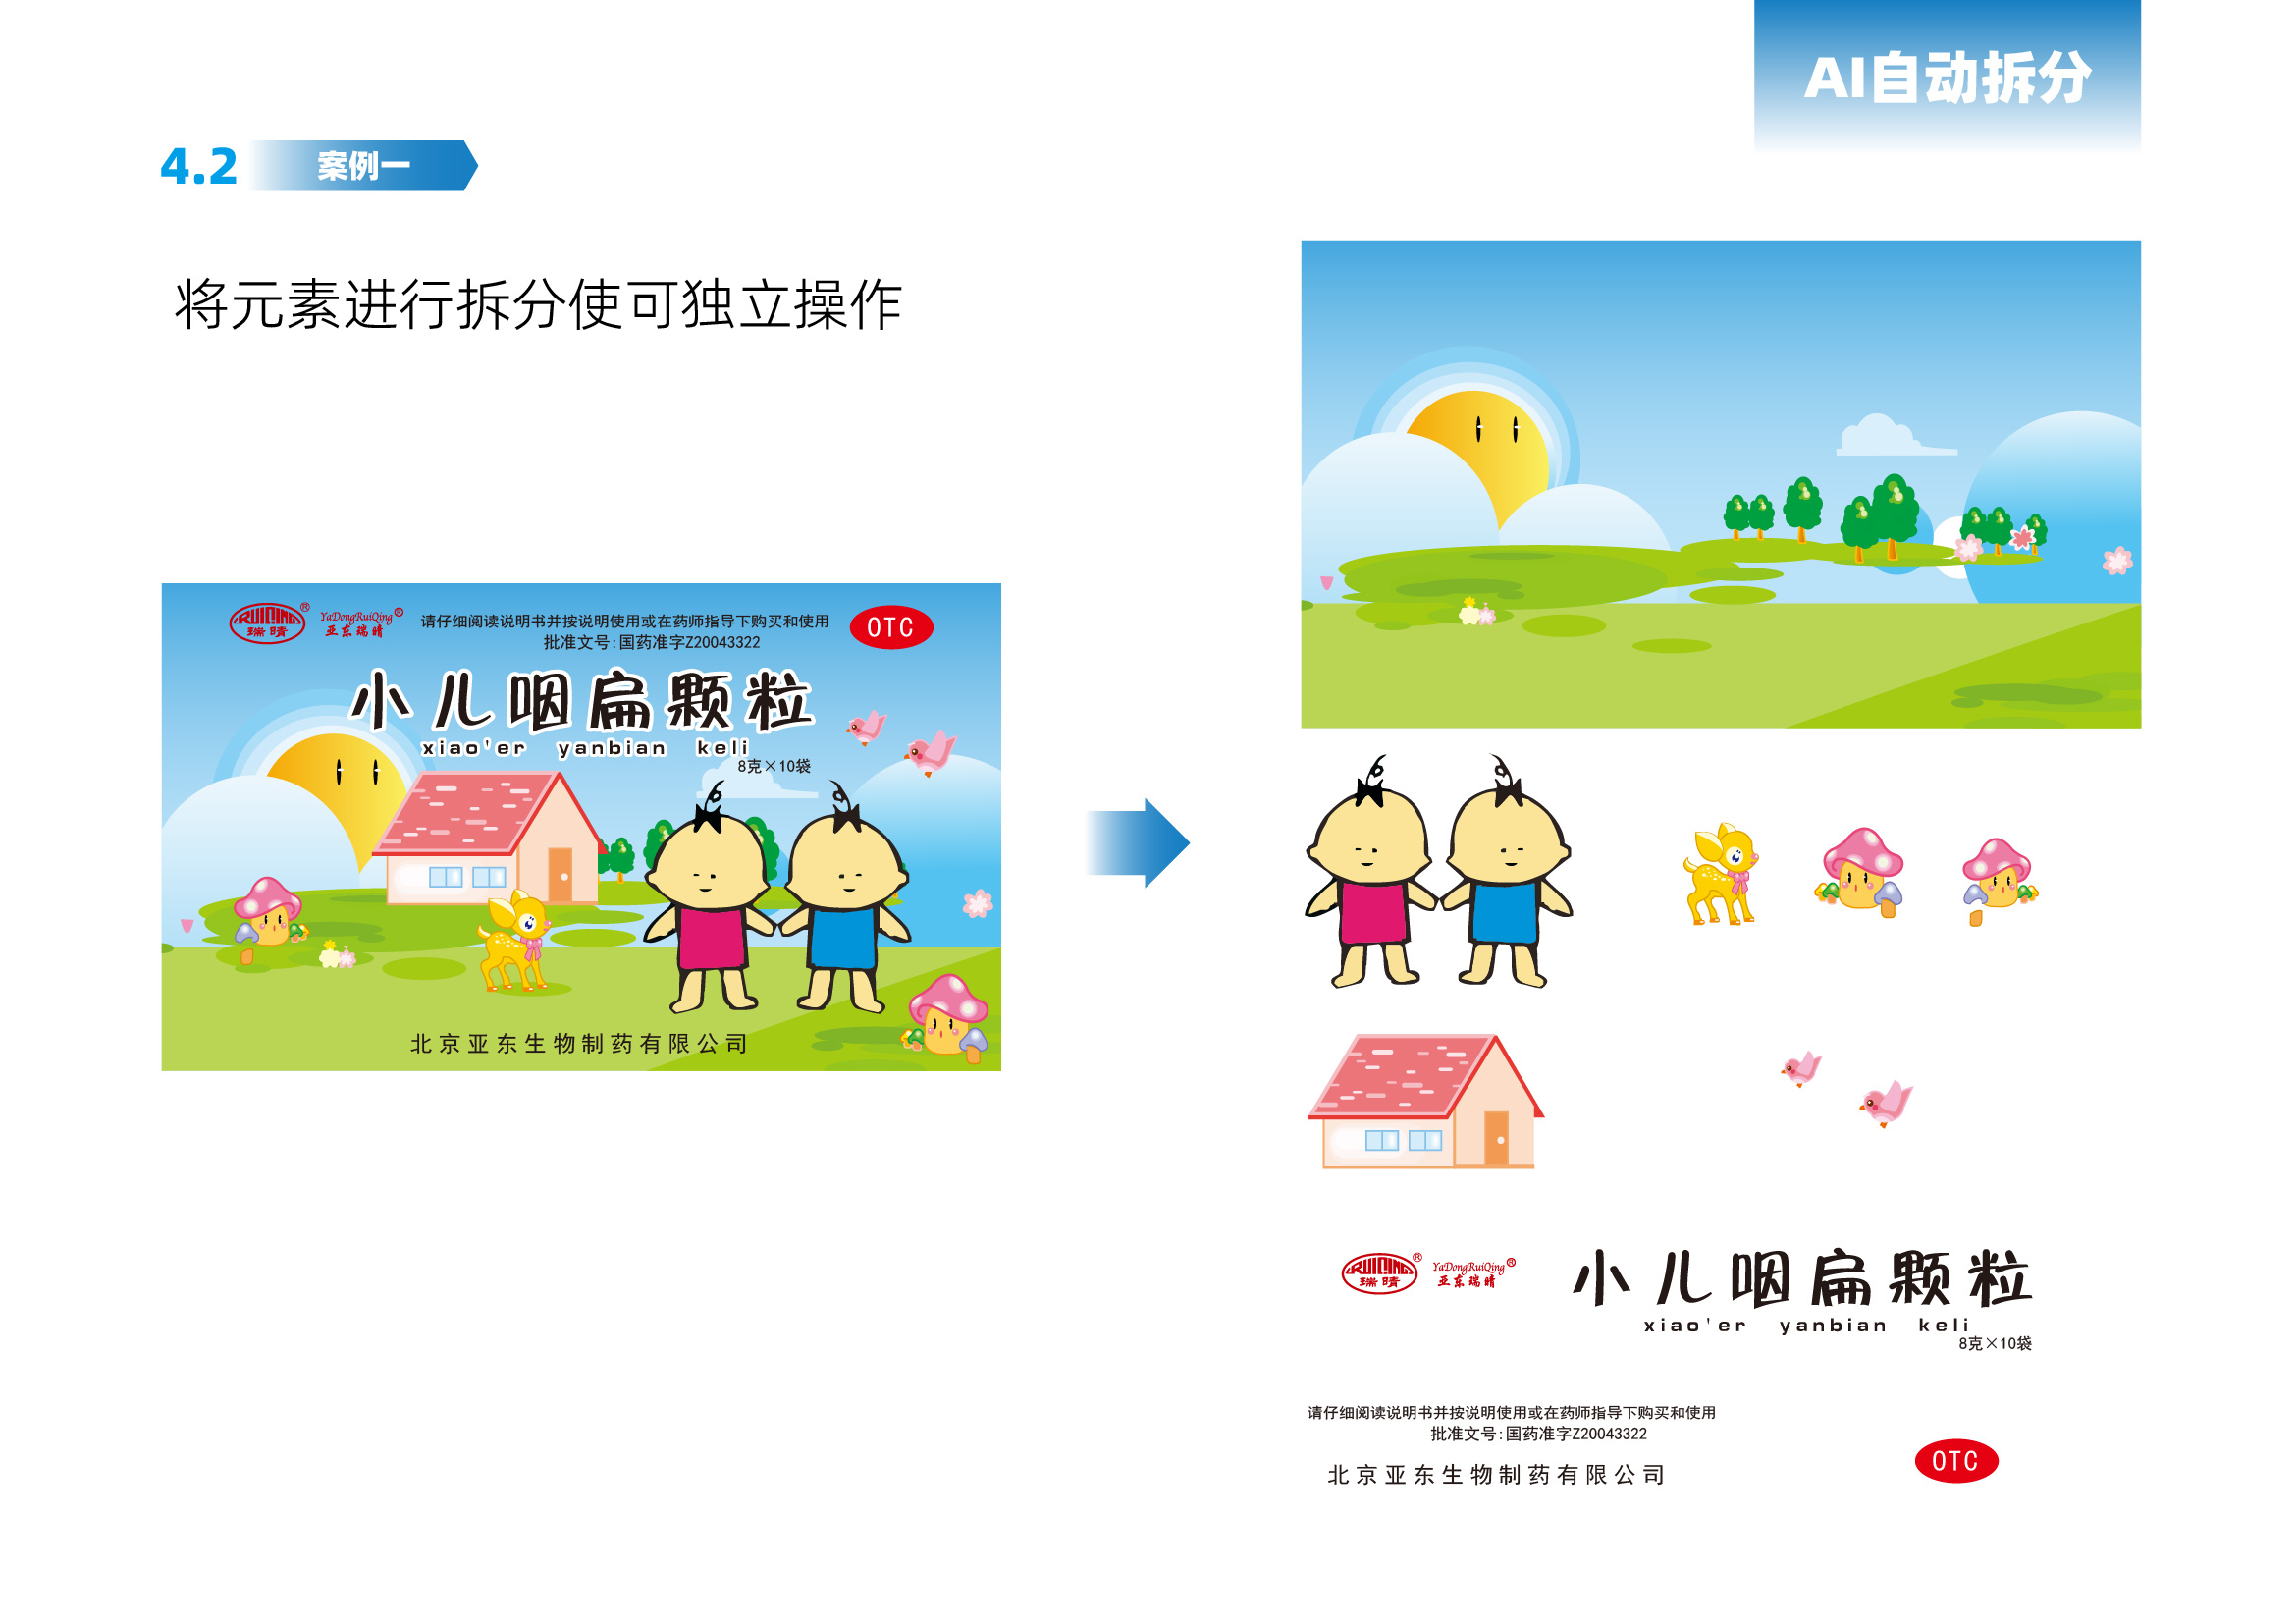 AI自动拆分
4.2 案例一
将元素进行拆分使可独立操作
RUIQING®
瑞晴
YaDongRuiQing®
亚东瑞晴
请仔细阅读说明书并按说明使用或在药师指导下购买和使用
批准文号:国药准字Z20043322
OTC
小儿咽扁颗粒
xiao'er yanbian keli
8克×10袋
北京亚东生物制药有限公司
RUIQING®
瑞晴
YaDongRuiQing®
亚东瑞晴
小儿咽扁颗粒
xiao'er yanbian keli
8克×10袋
请仔细阅读说明书并按说明使用或在药师指导下购买和使用
批准文号:国药准字Z20043322
北京亚东生物制药有限公司
OTC